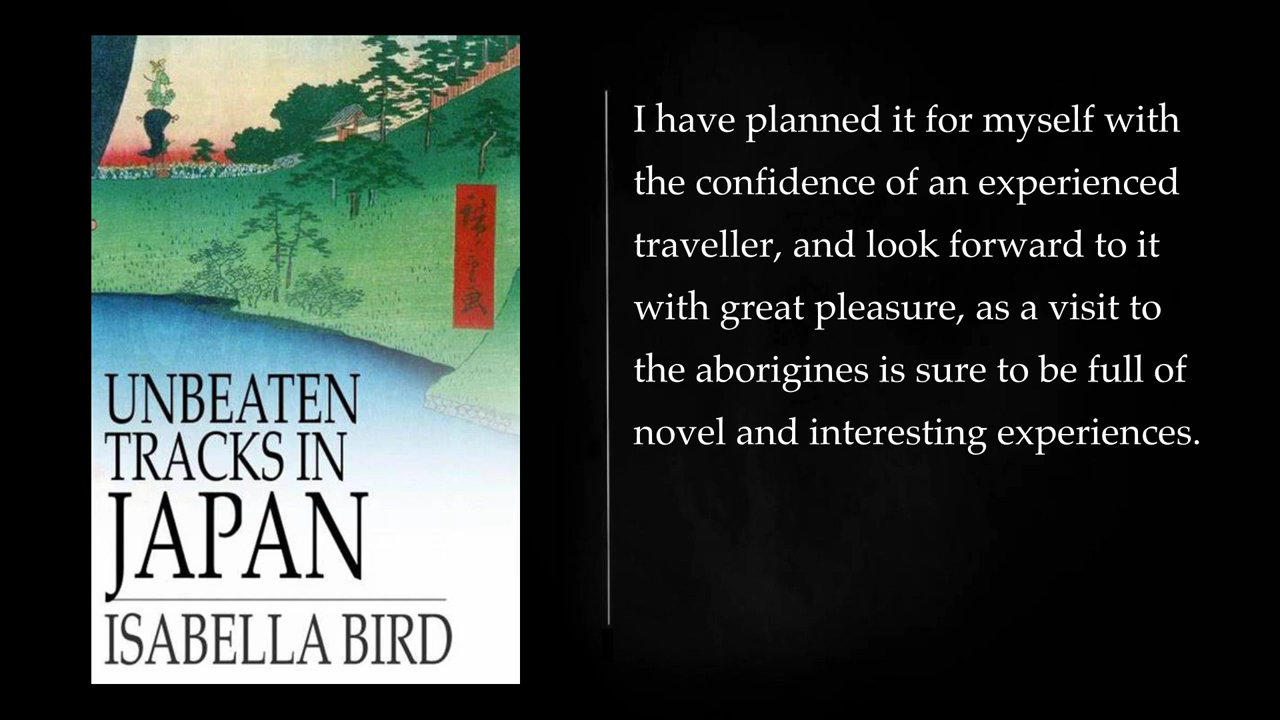 UNBEATEN
TRACKS IN
JAPAN
ISABELLA BIRD
I have planned it for myself with
the confidence of an experienced
traveller, and look forward to it
with great pleasure, as a visit to
the aborigines is sure to be full of
novel and interesting experiences.